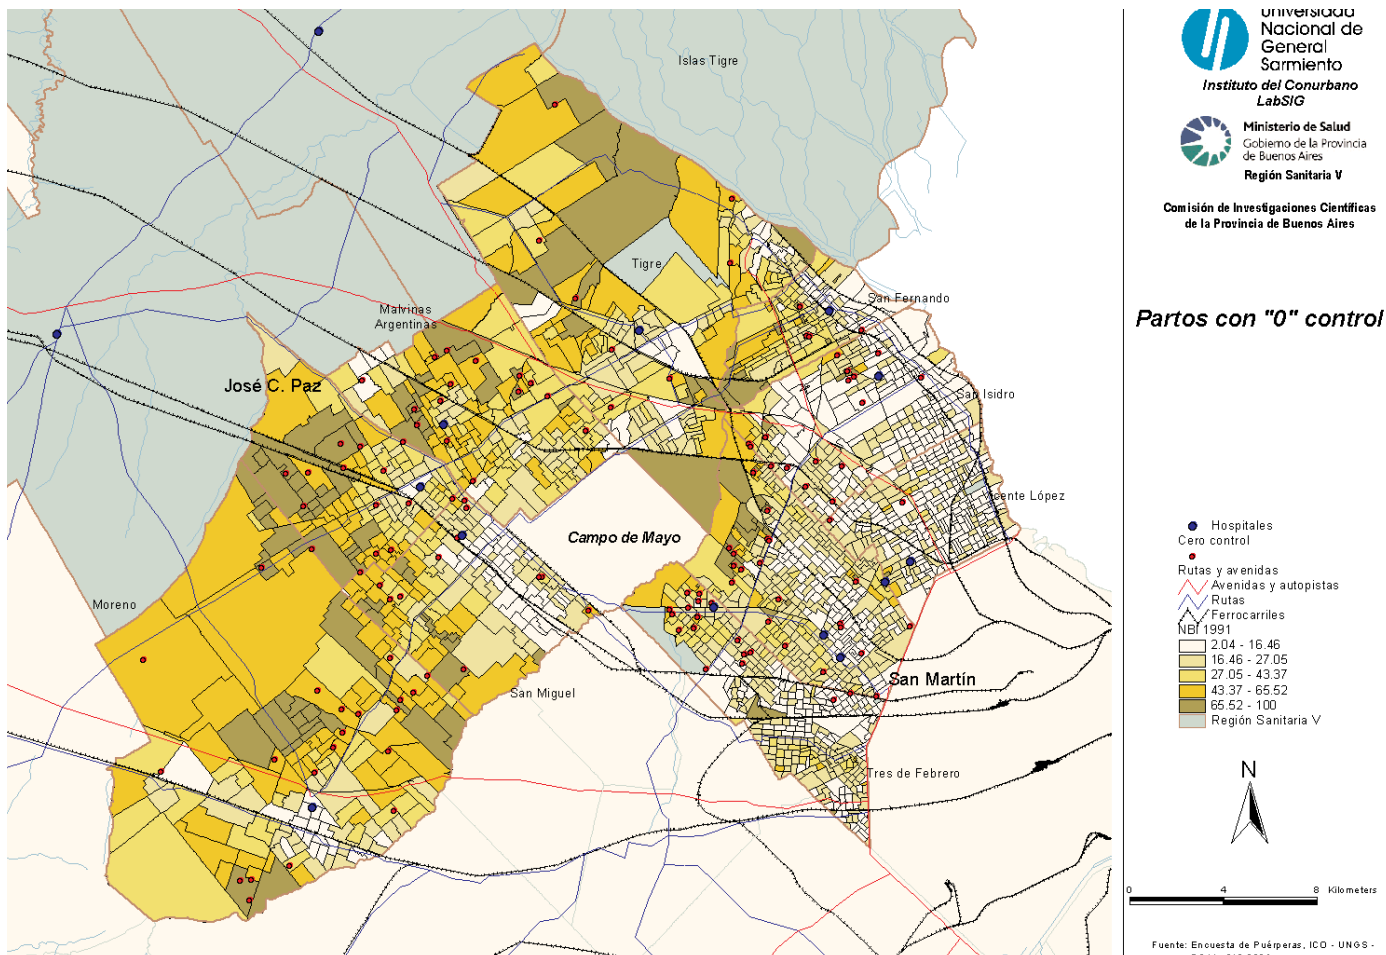 Universidad
Nacional de
General
Sarmiento
Instituto del Conurbano
LabSIG
Ministerio de Salud
Gobierno de la Provincia
de Buenos Aires
Región Sanitaria V
Comisión de Investigaciones Científicas
de la Provincia de Buenos Aires
Partos con "0" control
Islas Tigre
Tigre
San Fernando
Malvinas
Argentinas
José C. Paz
San Isidro
Vicente López
Campo de Mayo
Moreno
San Miguel
San Martín
Tres de Febrero
Hospitales
Cero control
Rutas y avenidas
Avenidas y autopistas
Rutas
Ferrocarriles
NBI 1991
2.04 - 16.46
16.46 - 27.05
27.05 - 43.37
43.37 - 65.52
65.52 - 100
Región Sanitaria V
N
0 4 8 Kilometers
Fuente: Encuesta de Puérperas, ICO - UNGS -